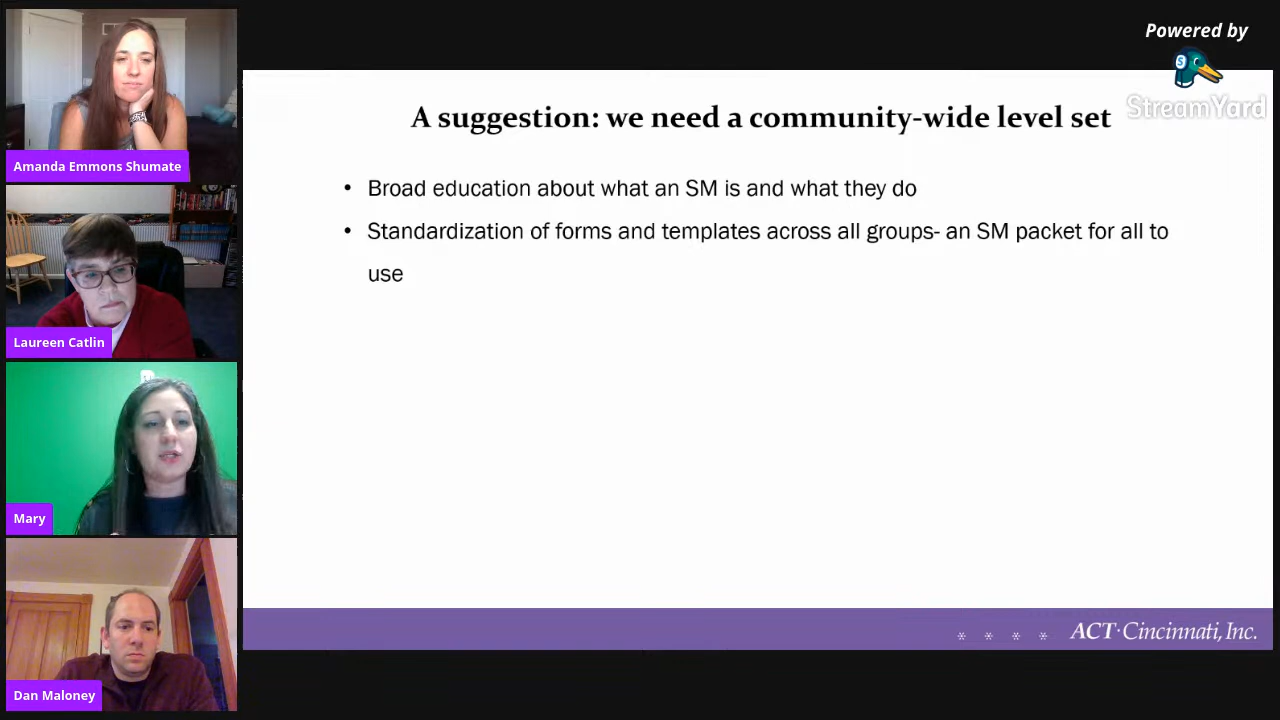 Powered by
StreamYard
Amanda Emmons Shumate
Laureen Catlin
Mary
Dan Maloney
A suggestion: we need a community-wide level set
• Broad education about what an SM is and what they do
• Standardization of forms and templates across all groups- an SM packet for all to
use
* * * * ACT·Cincinnati, Inc.